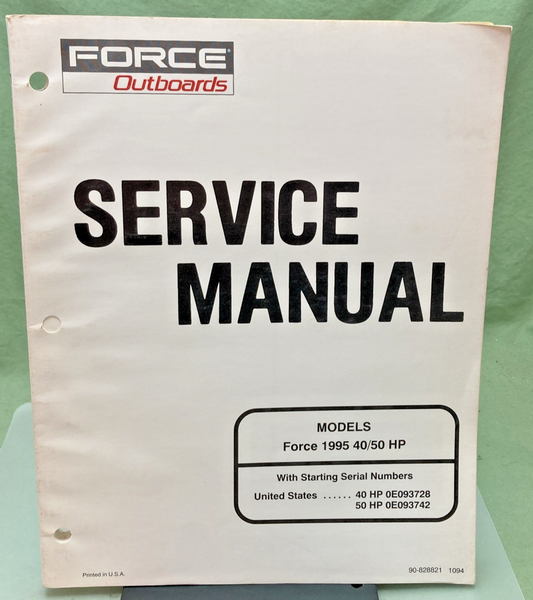 FORCE®
Outboards
SERVICE
MANUAL
MODELS
Force 1995 40/50 HP
With Starting Serial Numbers
United States ...... 40 HP 0E093728
50 HP 0E093742
Printed in U.S.A.
90-828821 1094